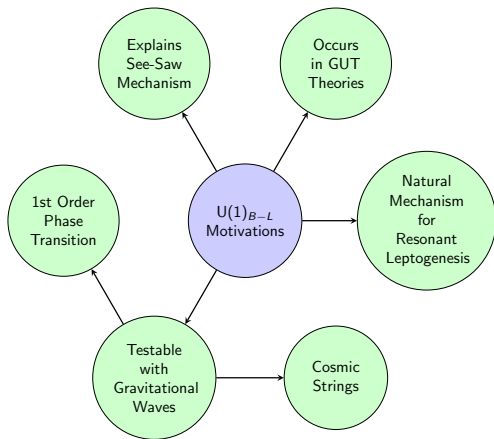 Explains
See-Saw
Mechanism
Occurs
in GUT
Theories
1st Order
Phase
Transition
U(1)_{B−L}
Motivations
Natural
Mechanism
for
Resonant
Leptogenesis
Testable
with
Gravitational
Waves
Cosmic
Strings